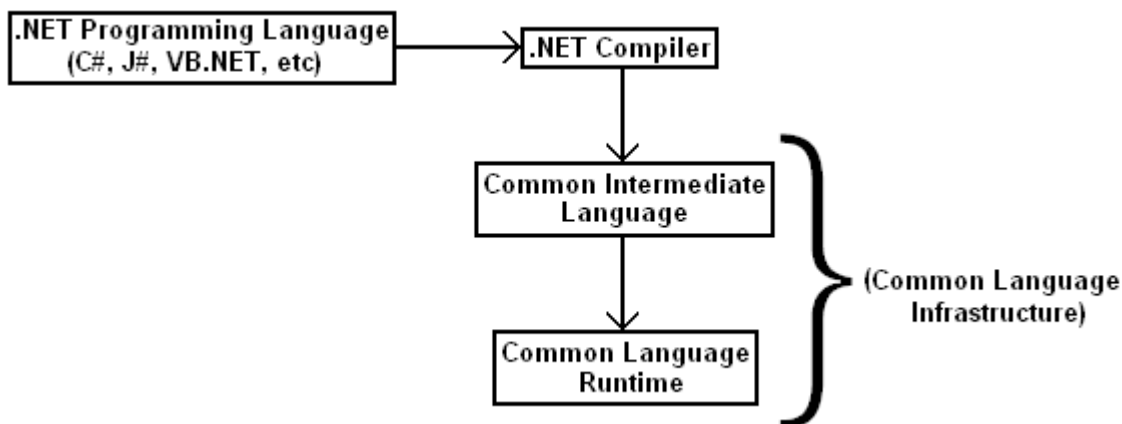 .NET Programming Language
(C#, J#, VB.NET, etc)
.NET Compiler
Common Intermediate
Language
(Common Language
Infrastructure)
Common Language
Runtime